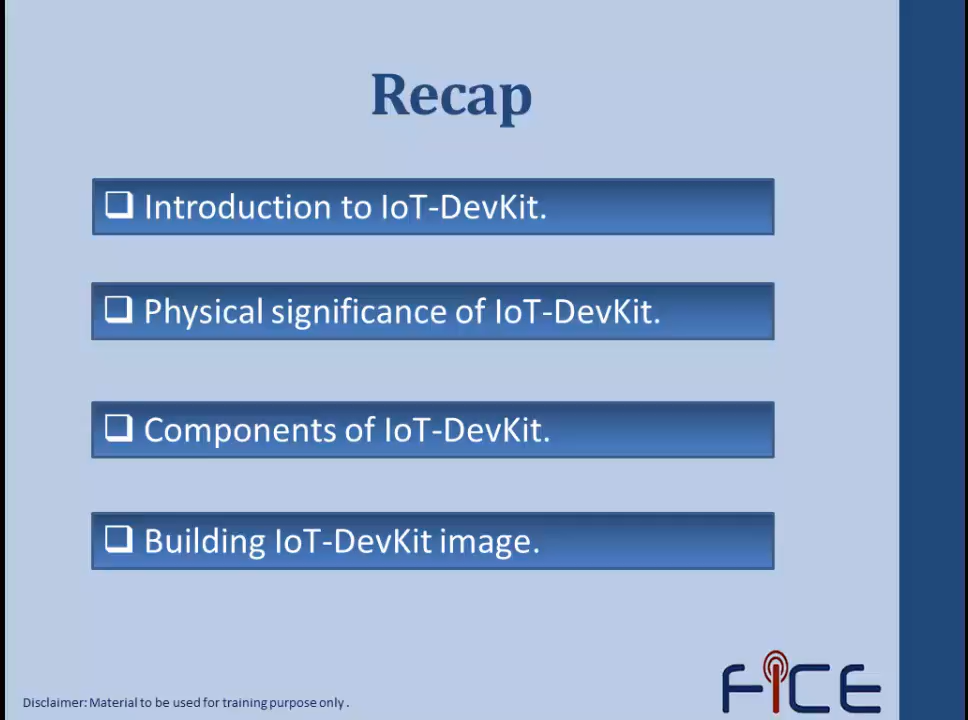 Recap
Introduction to IoT-DevKit.
Physical significance of IoT-DevKit.
Components of IoT-DevKit.
Building IoT-DevKit image.
Disclaimer: Material to be used for training purpose only .
FiCE